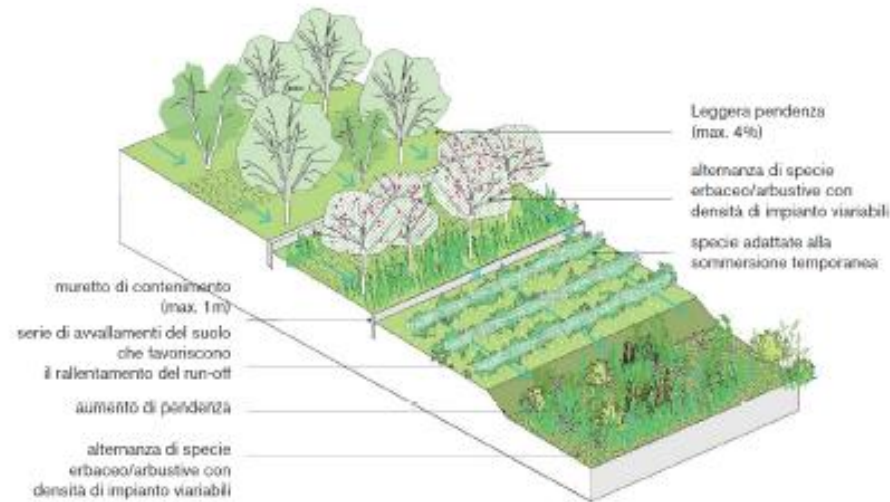 Leggera pendenza
(max. 4%)
alternanza di specie
erbaceo/arbustive con
densità di impianto viariabili
specie adattate alla
sommersione temporanea
muretto di contenimento
(max. 1m)
serie di avvallamenti del suolo
che favoriscono
il rallentamento del run-off
aumento di pendenza
alternanza di specie
erbaceo/arbustive con
densità di impianto viariabili